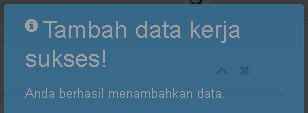 Tambah data kerja
sukses!
Anda berhasil menambahkan data.